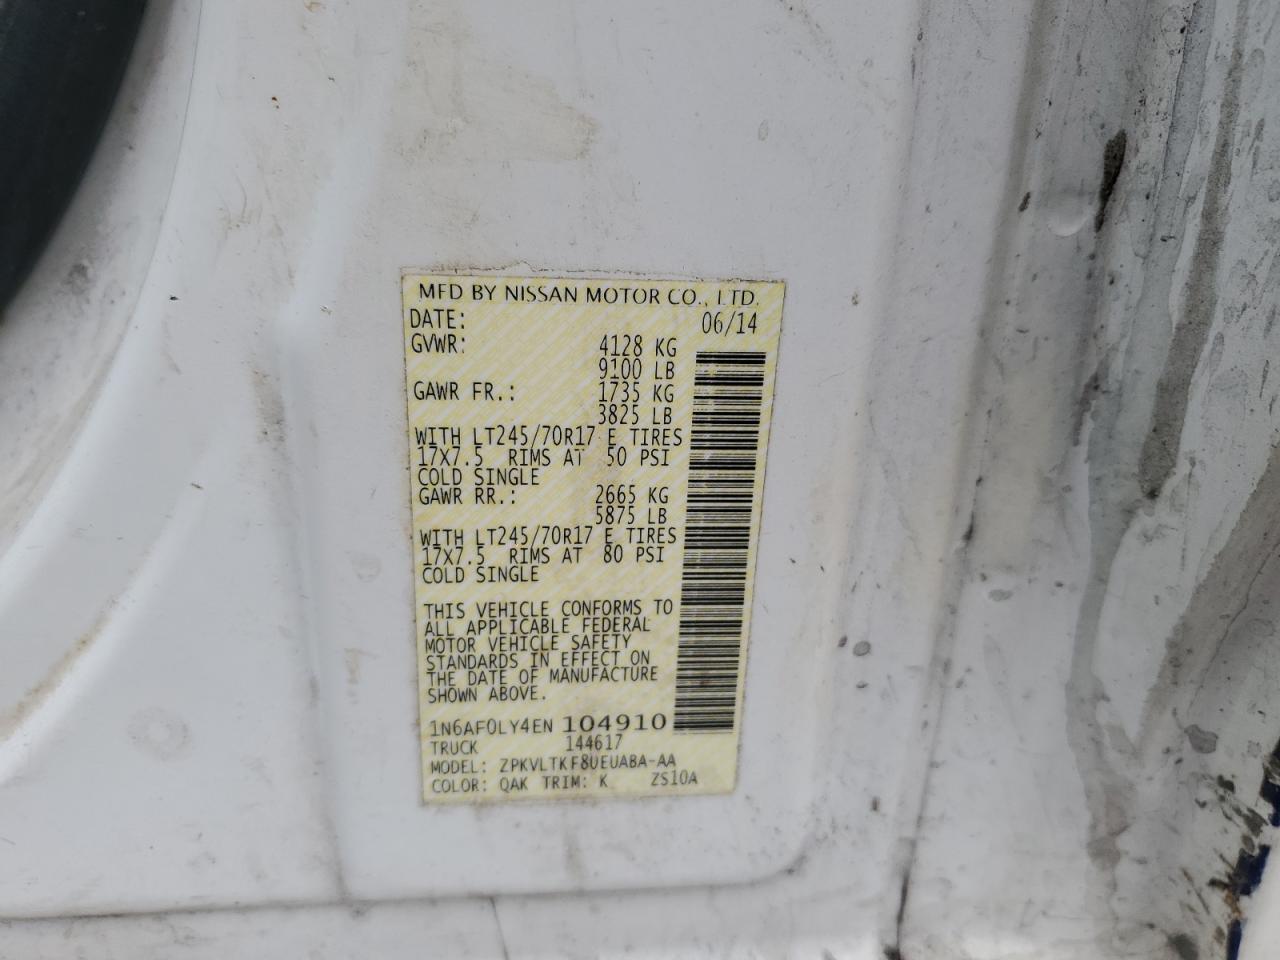 MFD BY NISSAN MOTOR CO., LTD.
DATE: 06/14
GVWR: 4128 KG
9100 LB
GAWR FR.: 1735 KG
3825 LB
WITH LT245/70R17 E TIRES
17X7.5 RIMS AT 50 PSI
COLD SINGLE
GAWR RR.: 2665 KG
5875 LB
WITH LT245/70R17 E TIRES
17X7.5 RIMS AT 80 PSI
COLD SINGLE
THIS VEHICLE CONFORMS TO
ALL APPLICABLE FEDERAL
MOTOR VEHICLE SAFETY
STANDARDS IN EFFECT ON
THE DATE OF MANUFACTURE
SHOWN ABOVE.
1N6AF0LY4EN 104910
TRUCK 144617
MODEL: ZPKVLTKF8UEUABA-AA
COLOR: QAK TRIM: K ZS10A